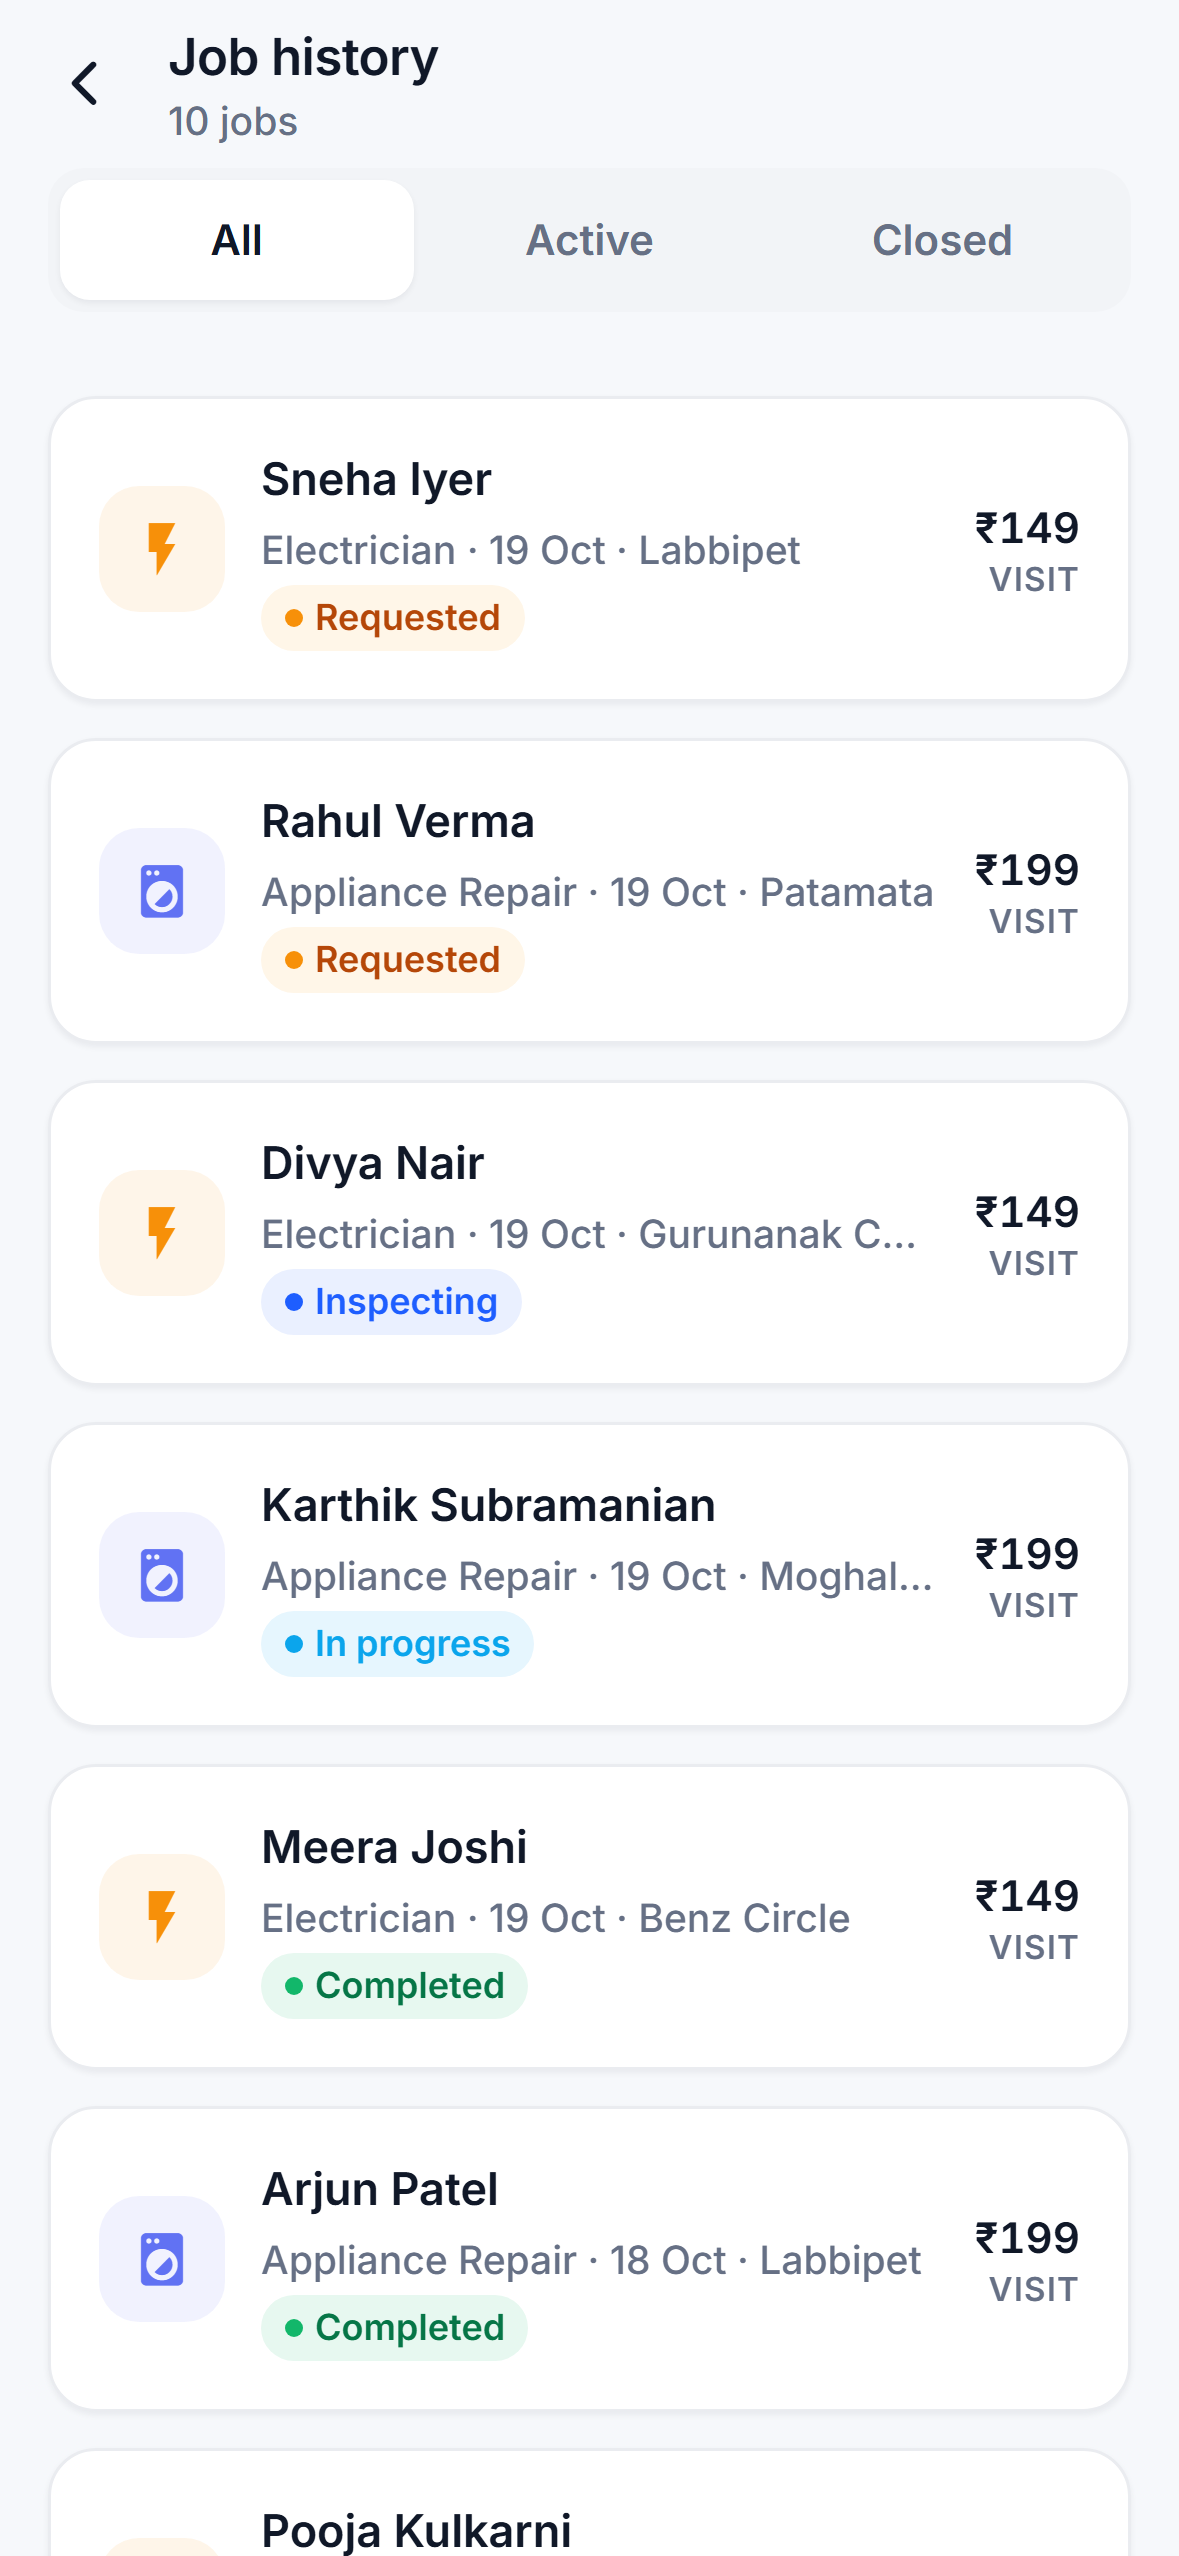 Job history
10 jobs
All
Active
Closed
Sneha Iyer
Electrician · 19 Oct · Labbipet
Requested
₹149
VISIT
Rahul Verma
Appliance Repair · 19 Oct · Patamata
Requested
₹199
VISIT
Divya Nair
Electrician · 19 Oct · Gurunanak C...
Inspecting
₹149
VISIT
Karthik Subramanian
Appliance Repair · 19 Oct · Moghal...
In progress
₹199
VISIT
Meera Joshi
Electrician · 19 Oct · Benz Circle
Completed
₹149
VISIT
Arjun Patel
Appliance Repair · 18 Oct · Labbipet
Completed
₹199
VISIT
Pooja Kulkarni